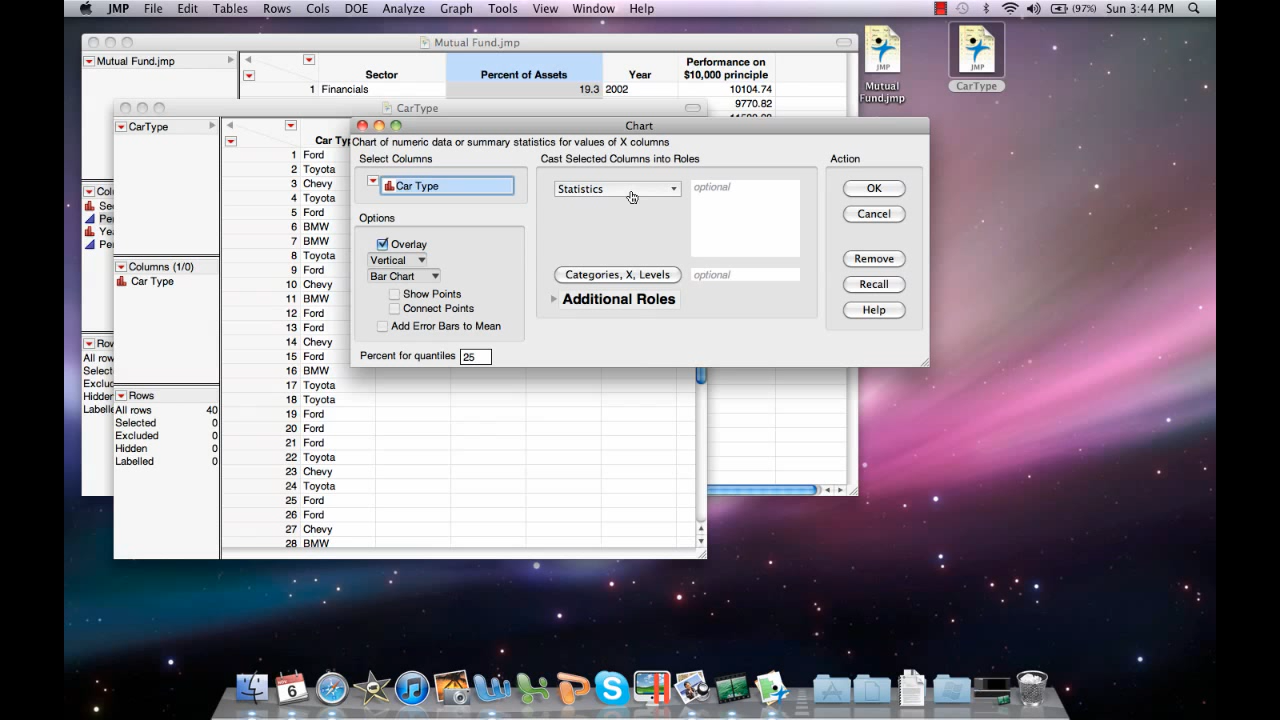 JMP File Edit Tables Rows Cols DOE Analyze Graph Tools View Window Help (97%) Sun 3:44 PM
Mutual Fund.jmp
Mutual Fund.jmp
Sector Percent of Assets Year Performance on $10,000 principle
1 Financials 19.3 2002 10104.74
9770.82
JMP
Mutual Fund.jmp
JMP
CarType
CarType
CarType
Columns (1/0)
Car Type
Rows
All rows 40
Selected 0
Excluded 0
Hidden 0
Labelled 0
1 Ford
2 Toyota
3 Chevy
4 Toyota
5 Ford
6 BMW
7 BMW
8 Toyota
9 Ford
10 Chevy
11 BMW
12 Ford
13 Ford
14 Chevy
15 Ford
16 BMW
17 Toyota
18 Toyota
19 Ford
20 Ford
21 Ford
22 Toyota
23 Chevy
24 Toyota
25 Ford
26 Ford
27 Chevy
28 BMW
Chart
Chart of numeric data or summary statistics for values of X columns
Select Columns
Car Type
Options
Overlay
Vertical
Bar Chart
Show Points
Connect Points
Add Error Bars to Mean
Percent for quantiles 25
Cast Selected Columns into Roles
Statistics optional
Categories, X, Levels optional
Additional Roles
Action
OK
Cancel
Remove
Recall
Help
NOV
6